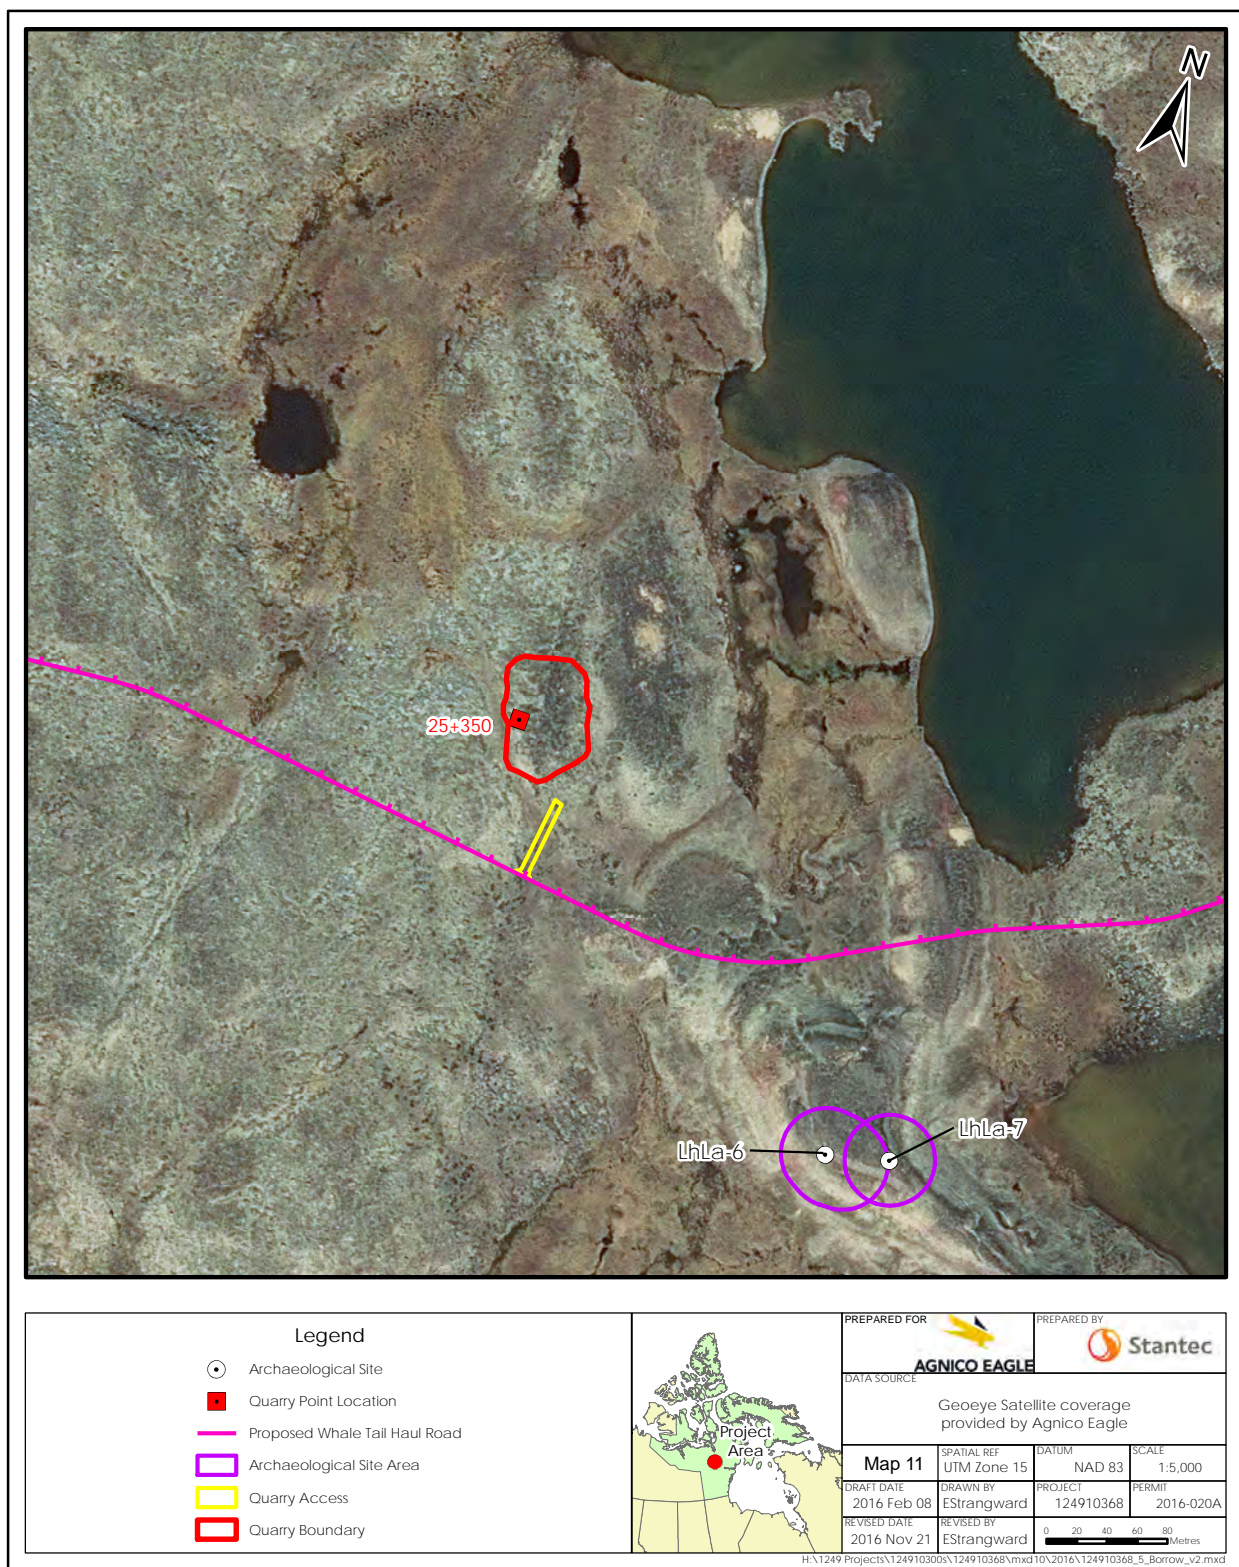 N
25+350
LhLa-6
LhLa-7
Legend
Archaeological Site
Quarry Point Location
Proposed Whale Tail Haul Road
Archaeological Site Area
Quarry Access
Quarry Boundary
Project
Area
PREPARED FOR
AGNICO EAGLE
PREPARED BY
Stantec
DATA SOURCE
Geoeye Satellite coverage
provided by Agnico Eagle
Map 11
SPATIAL REF
UTM Zone 15
DATUM
NAD 83
SCALE
1:5,000
DRAFT DATE
2016 Feb 08
DRAWN BY
EStrangward
PROJECT
124910368
PERMIT
2016-020A
REVISED DATE
2016 Nov 21
REVISED BY
EStrangward
0 20 40 60 80
Metres
H:\1249 Projects\124910300s\124910368\mxd10\2016\124910368_5_Borrow_v2.mxd